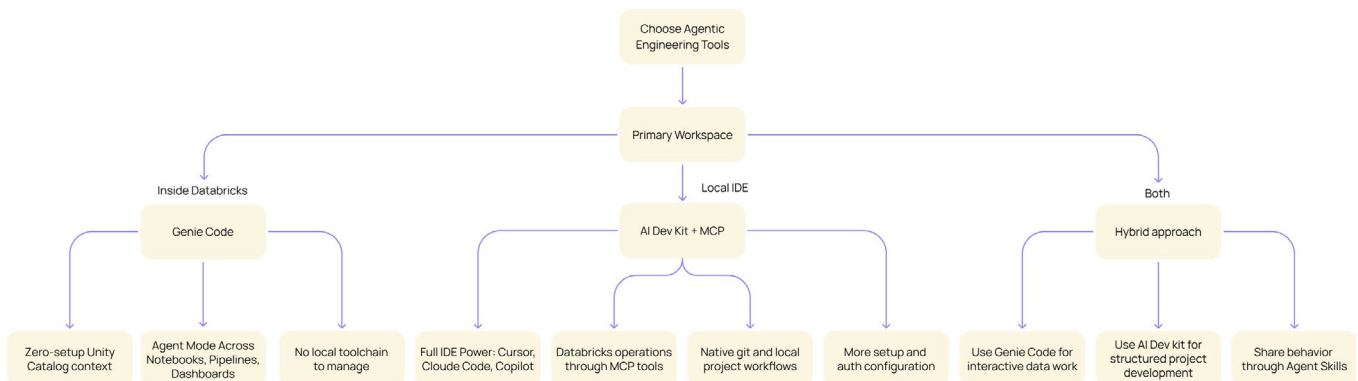 Choose Agentic
Engineering Tools
Primary Workspace
Inside Databricks
Local IDE
Both
Genie Code
AI Dev Kit + MCP
Hybrid approach
Zero-setup Unity
Catalog context
Agent Mode Across
Notebooks, Pipelines,
Dashboards
No local toolchain
to manage
Full IDE Power: Cursor,
Cloude Code, Copilot
Databricks operations
through MCP tools
Native git and local
project workflows
More setup and
auth configuration
Use Genie Code for
interactive data work
Use AI Dev kit for
structured project
development
Share behavior
through Agent Skills